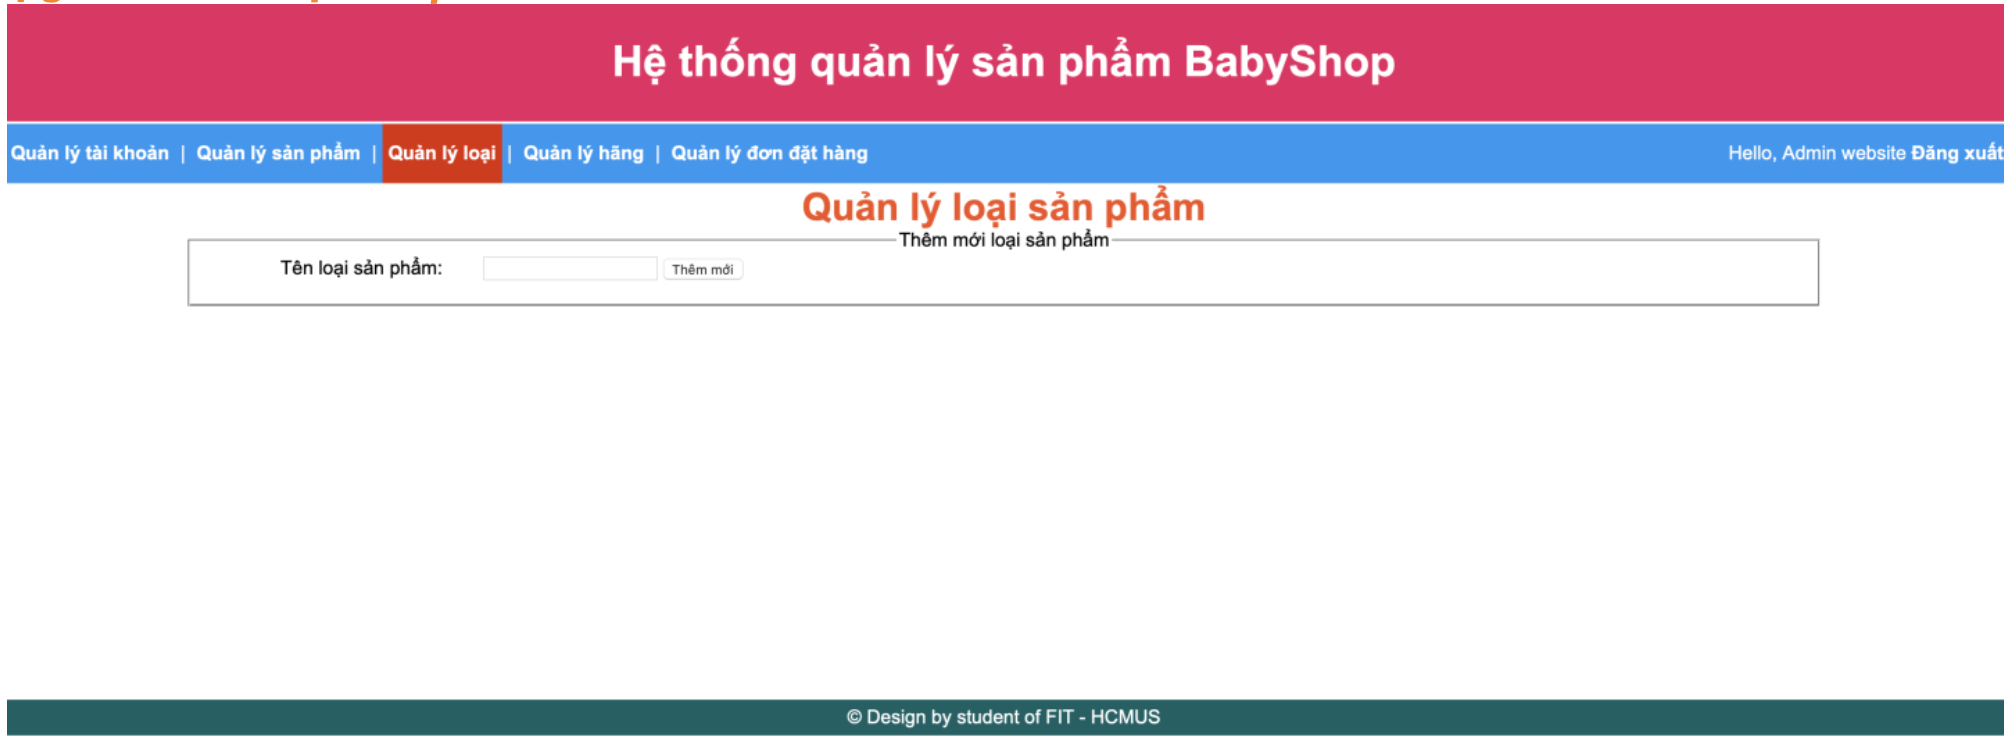 Hệ thống quản lý sản phẩm BabyShop
Quản lý tài khoản | Quản lý sản phẩm | Quản lý loại | Quản lý hãng | Quản lý đơn đặt hàng Hello, Admin website Đăng xuất
Quản lý loại sản phẩm
Thêm mới loại sản phẩm
Tên loại sản phẩm: Thêm mới
© Design by student of FIT - HCMUS